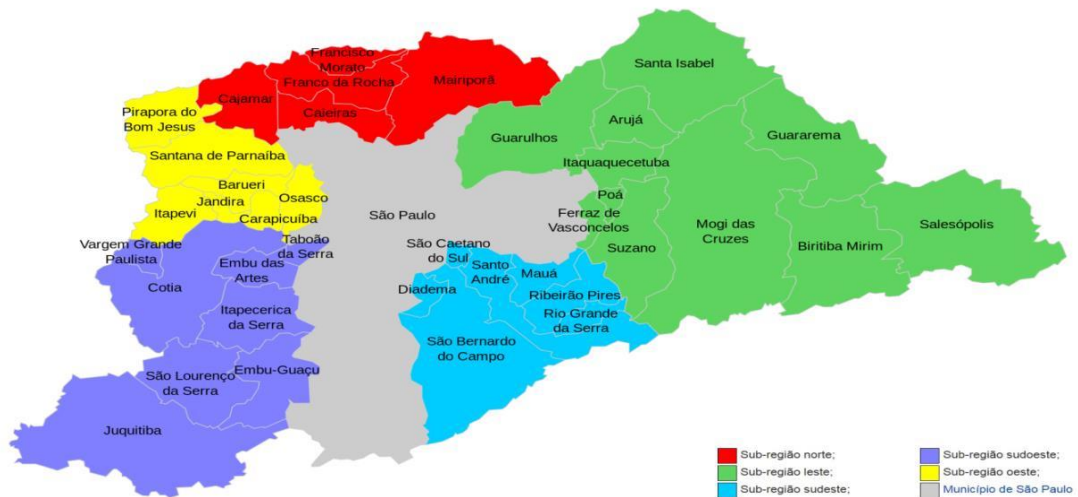 Francisco
Morato
Franco da Rocha
Mairiporã
Cajamar
Caieiras
Santa Isabel
Pirapora do
Bom Jesus
Guarulhos
Arujá
Guararema
Santana de Parnaíba
Itaquaquecetuba
Barueri
Jandira
Osasco
Itapevi
Carapicuíba
São Paulo
Poá
Ferraz de
Vasconcelos
Mogi das
Cruzes
Salesópolis
Vargem Grande
Paulista
Taboão
da Serra
São Caetano
do Sul
Suzano
Biritiba Mirim
Embu das
Artes
Santo
André
Mauá
Cotia
Diadema
Ribeirão Pires
Itapecerica
da Serra
Rio Grande
da Serra
São Bernardo
do Campo
São Lourenço
da Serra
Embu-Guaçu
Juquitiba
Sub-região norte;
Sub-região leste;
Sub-região sudeste;
Sub-região sudoeste;
Sub-região oeste;
Município de São Paulo